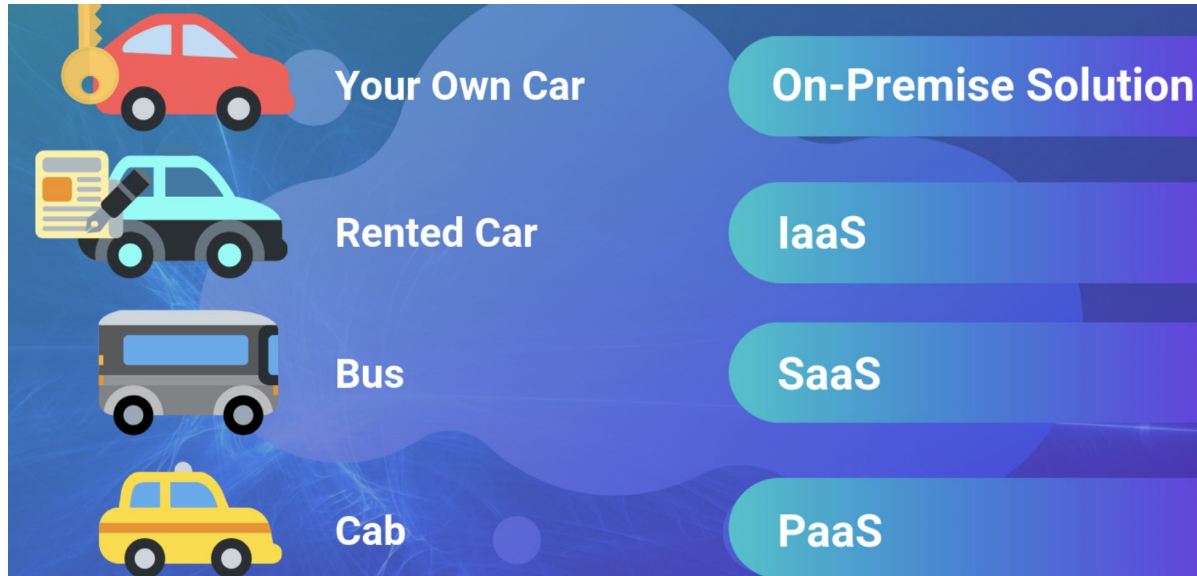 Your Own Car
On-Premise Solution
Rented Car
IaaS
Bus
SaaS
Cab
PaaS